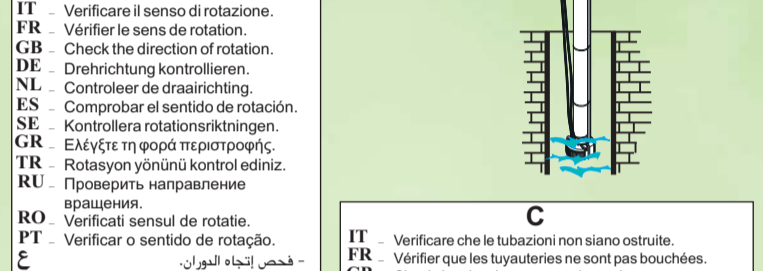 IT – Verificare il senso di rotazione.
FR – Vérifier le sens de rotation.
GB – Check the direction of rotation.
DE – Drehrichtung kontrollieren.
NL – Controleer de draairichting.
ES – Comprobar el sentido de rotación.
SE – Kontrollera rotationsriktningen.
GR – Ελέγξτε τη φορά περιστροφής.
TR – Rotasyon yönünü kontrol ediniz.
RU – Проверить направление
вращения.
RO – Verificati sensul de rotatie.
PT – Verificar o sentido de rotação.
ع – فحص إتجاه الدوران.
C
IT – Verificare che le tubazioni non siano ostruite.
FR – Vérifier que les tuyauteries ne sont pas bouchées.